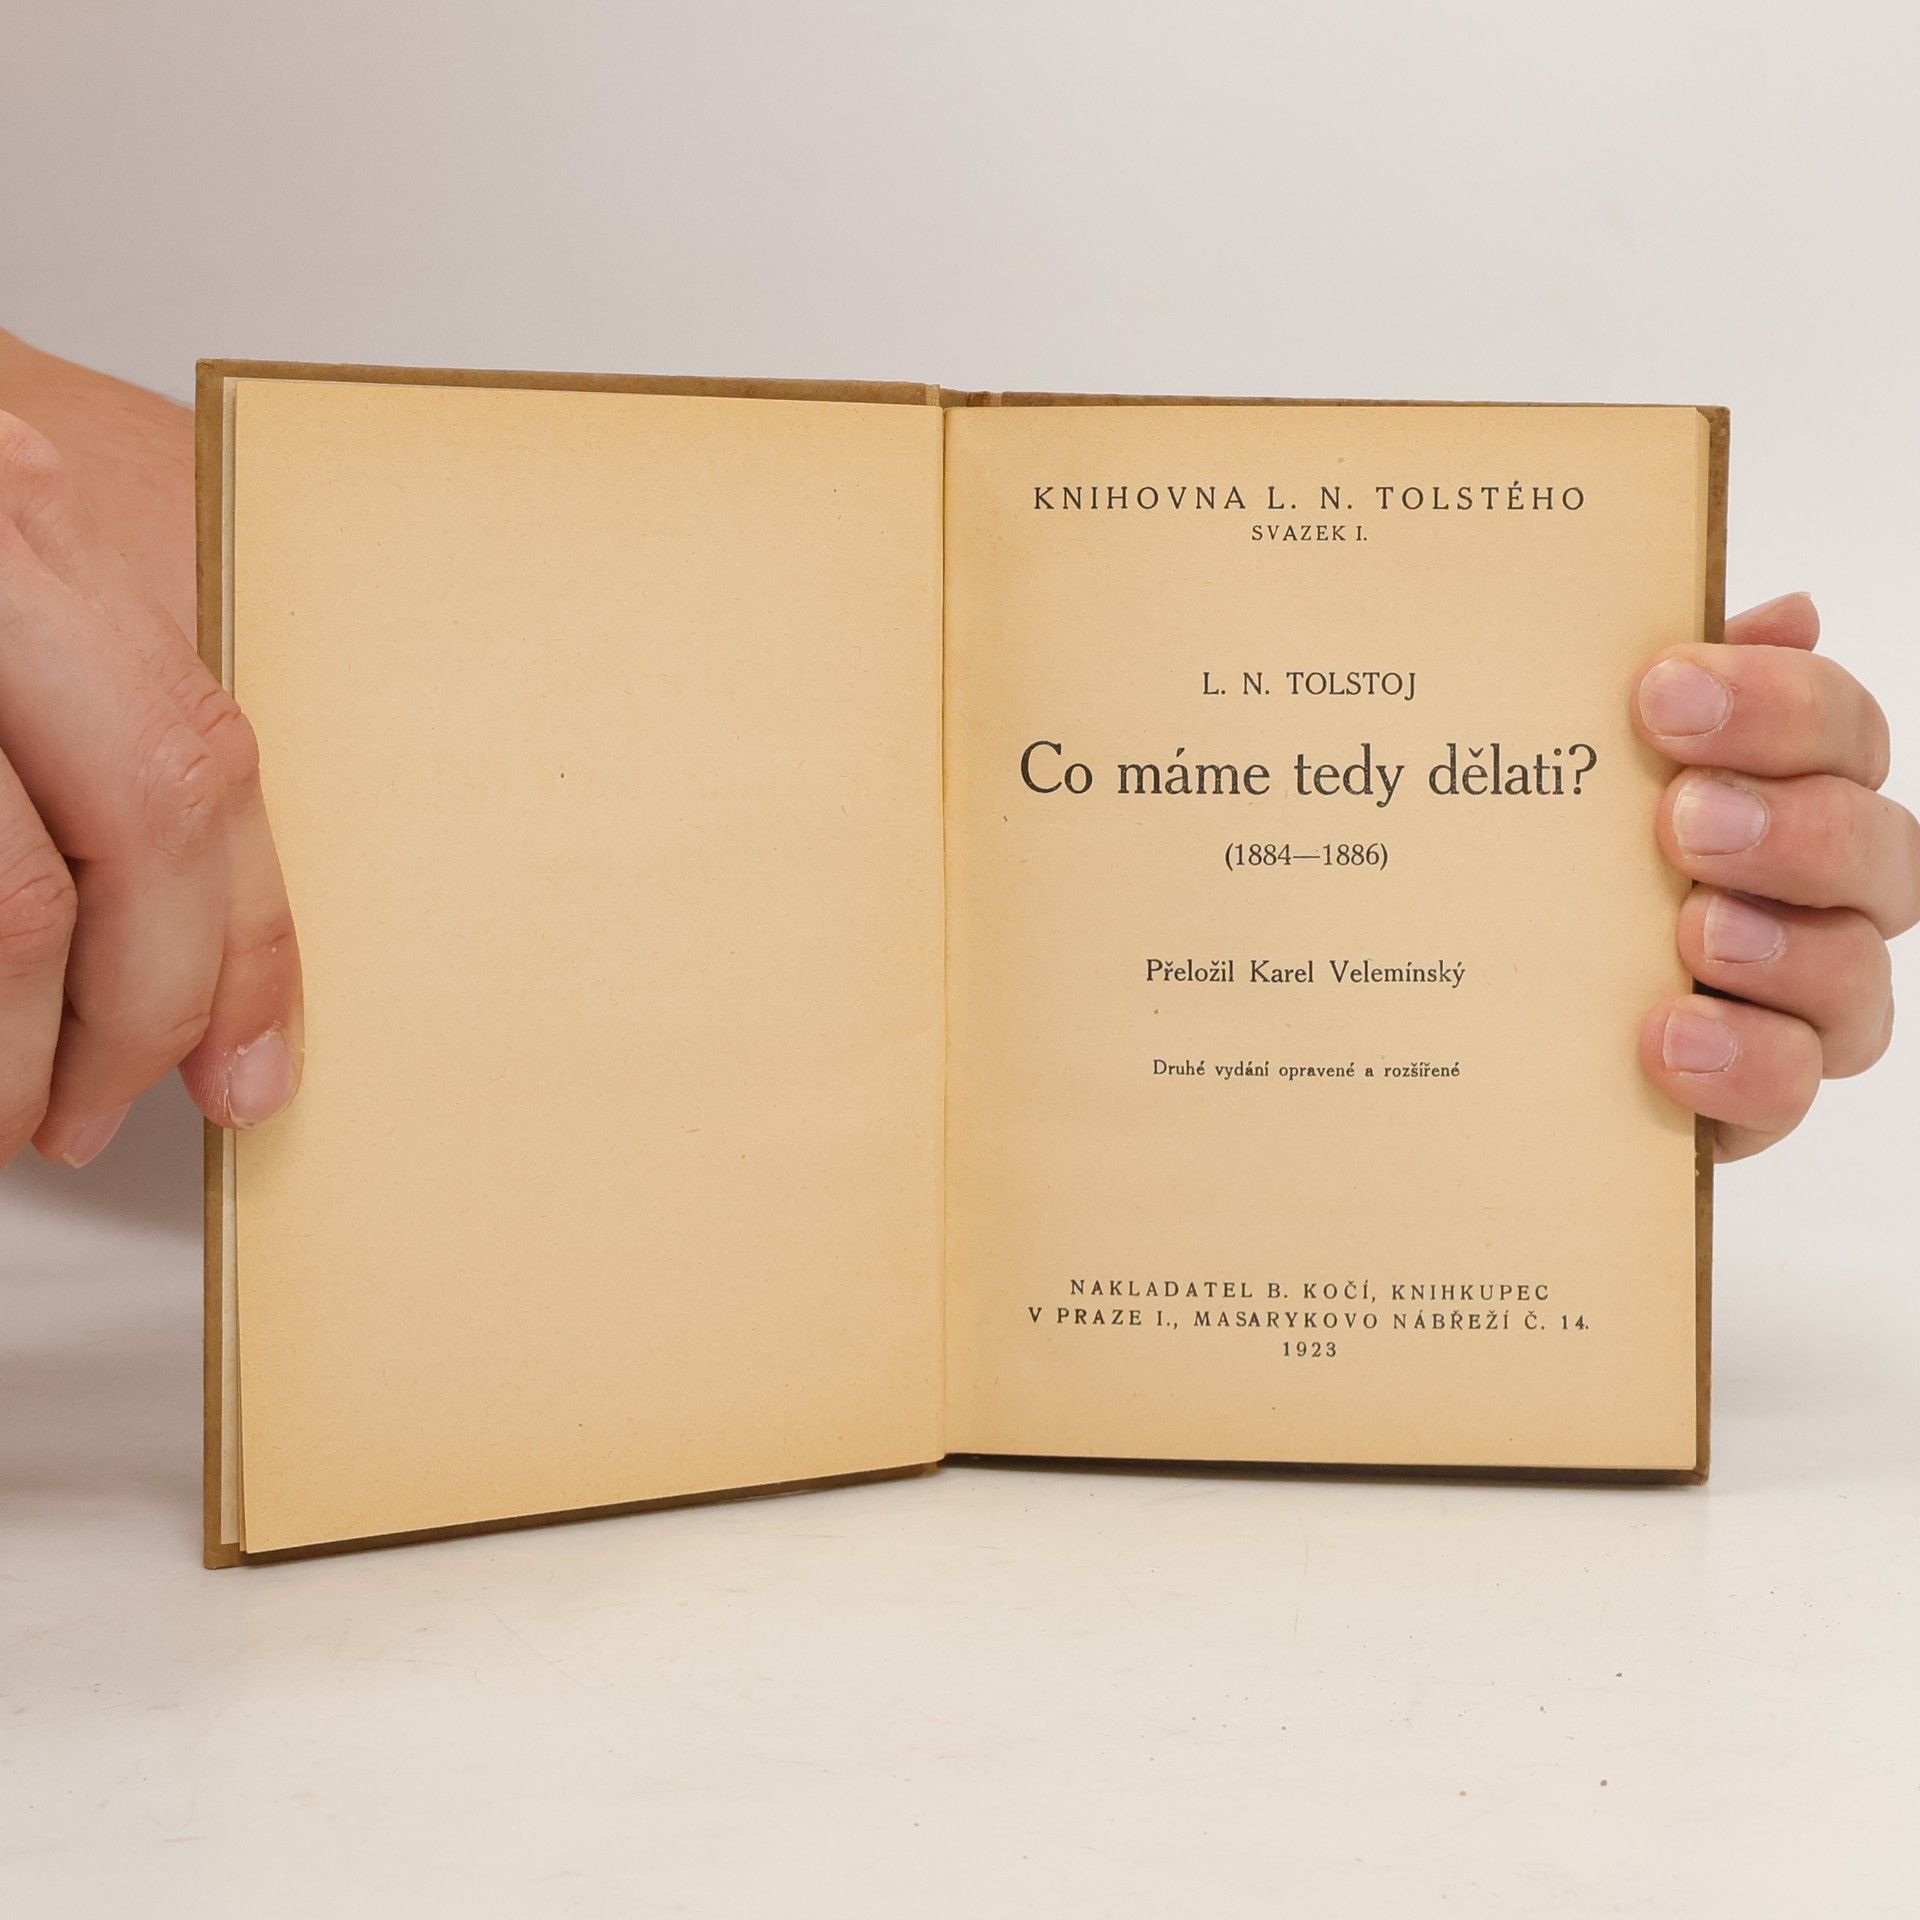 KNIHOVNA L. N. TOLSTÉHO
SVAZEK I.
L. N. TOLSTOJ
Co máme tedy dělati?
(1884—1886)
Přeložil Karel Velemínský
Druhé vydání opravené a rozšířené
NAKLADATEL B. KOČÍ, KNIHKUPEC
V PRAZE I., MASARYKOVO NÁBŘEŽÍ Č. 14.
1923